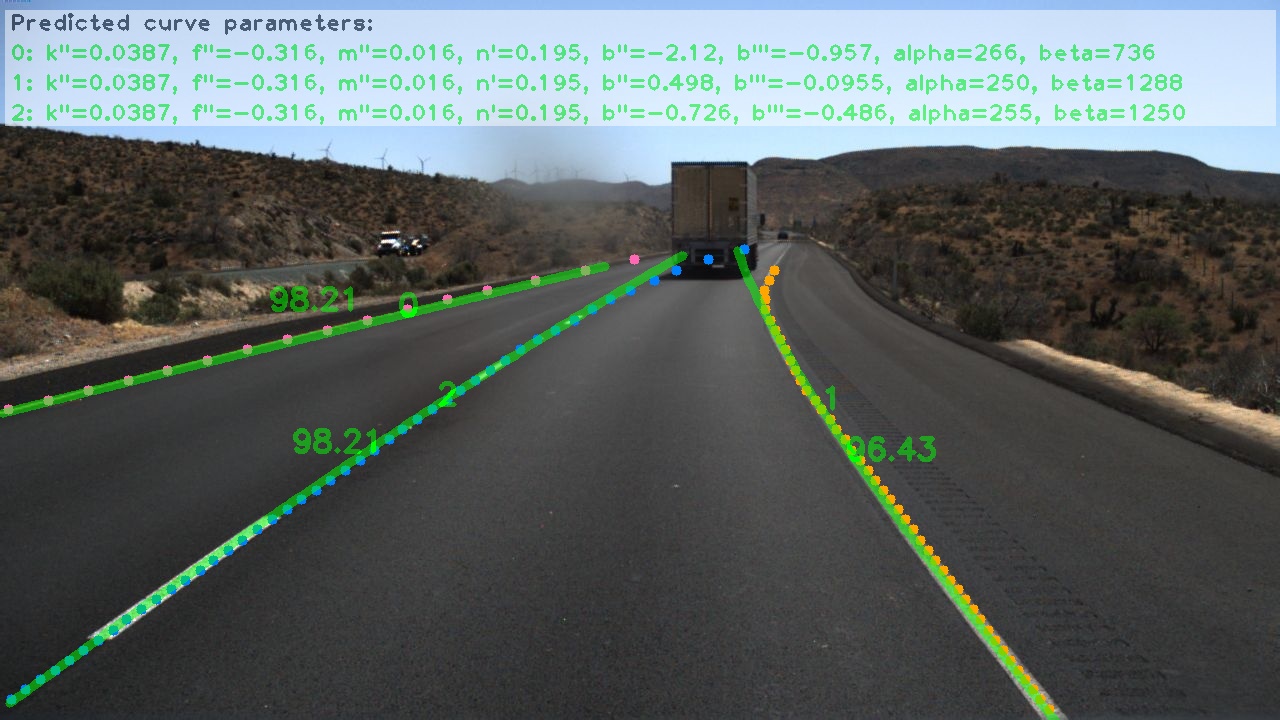 Predicted curve parameters:
0: k''=0.0387, f''=-0.316, m''=0.016, n'=0.195, b''=-2.12, b'''=-0.957, alpha=266, beta=736
1: k''=0.0387, f''=-0.316, m''=0.016, n'=0.195, b''=0.498, b'''=-0.0955, alpha=250, beta=1288
2: k''=0.0387, f''=-0.316, m''=0.016, n'=0.195, b''=-0.726, b'''=-0.486, alpha=255, beta=1250
98.21 0
2 1
98.21 96.43